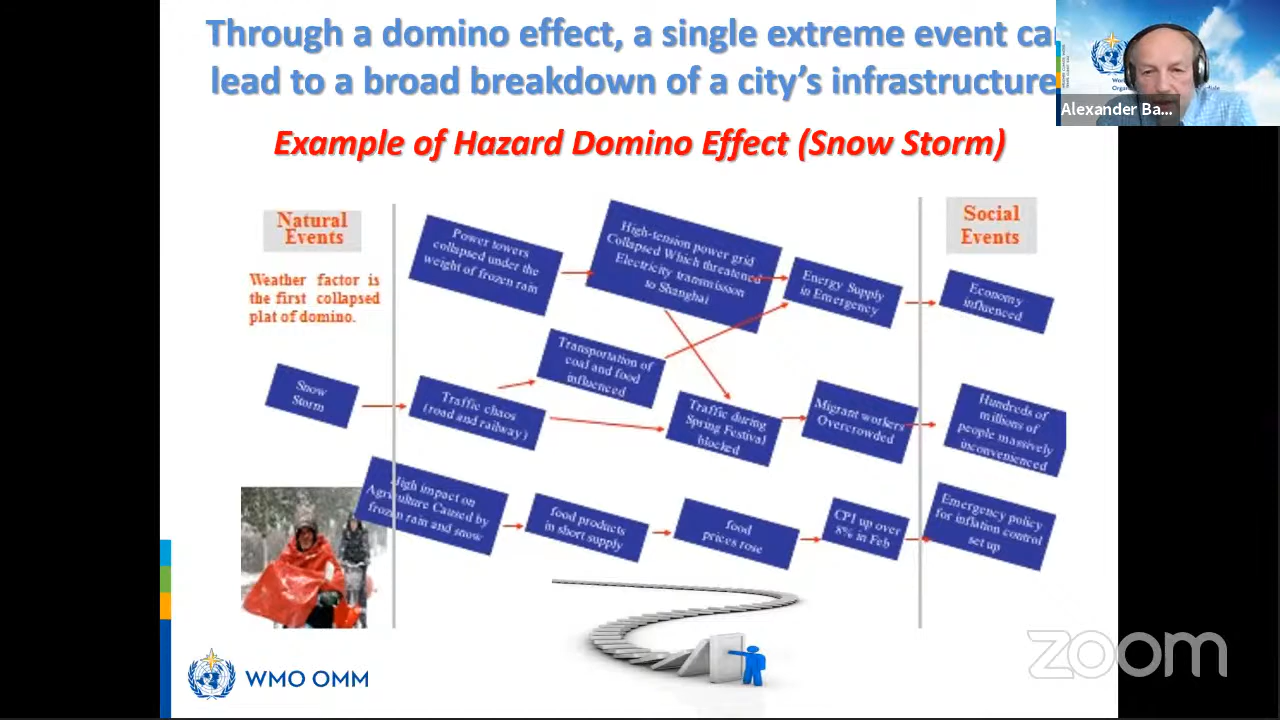 Through a domino effect, a single extreme event ca
lead to a broad breakdown of a city's infrastructure
Example of Hazard Domino Effect (Snow Storm)
Alexander Ba...
Natural
Events
Weather factor is
the first collapsed
plat of domino.
Social
Events
Power towers
collapsed under the
weight of frozen rain
High-tension power grid
Collapsed Which threatened
Electricity transmission
to Shanghai
Energy Supply
in Emergency
Economy
influenced
Snow
Storm
Traffic chaos
(road and railway)
Transportation of
coal and food
influenced
Traffic during
Spring Festival
blocked
Migrant workers
Overcrowded
Hundreds of
millions of
people massively
inconvenienced
High impact on
Agriculture Caused by
frozen rain and snow
food products
in short supply
food
prices rose
CPI up over
8% in Feb
Emergency policy
for inflation control
set up
WMO OMM
zoom